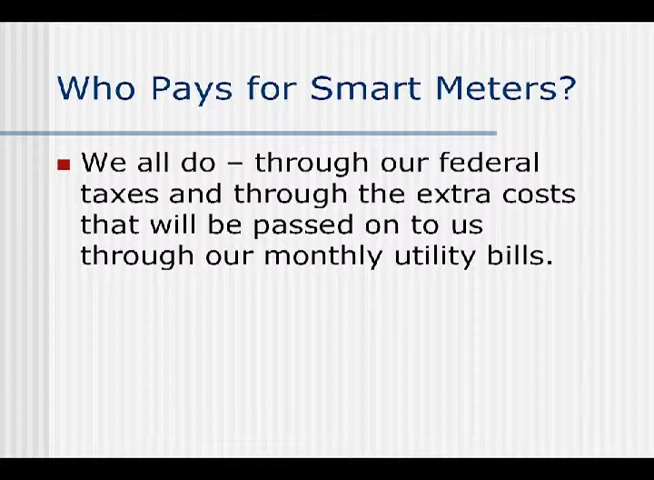 Who Pays for Smart Meters?
We all do – through our federal
taxes and through the extra costs
that will be passed on to us
through our monthly utility bills.